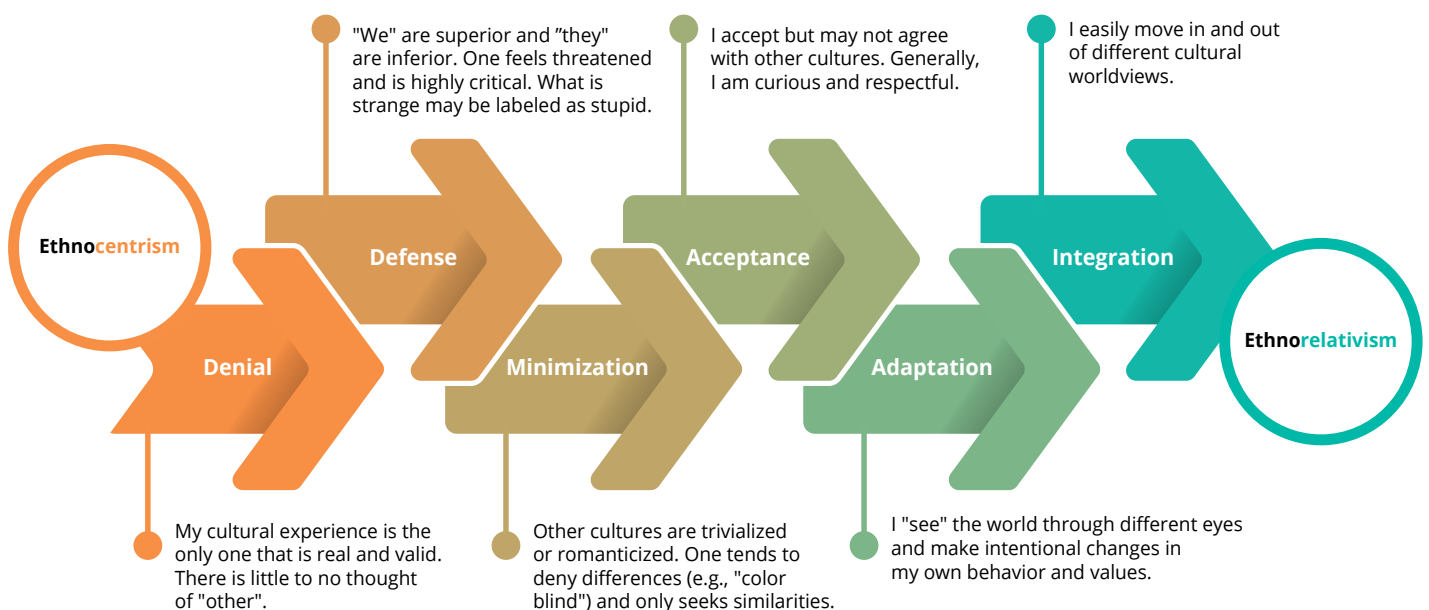 "We" are superior and ”they"
are inferior. One feels threatened
and is highly critical. What is
strange may be labeled as stupid.
I accept but may not agree
with other cultures. Generally,
I am curious and respectful.
I easily move in and out
of different cultural
worldviews.
Ethnocentrism
Defense
Acceptance
Integration
Denial
Minimization
Adaptation
Ethnorelativism
My cultural experience is the
only one that is real and valid.
There is little to no thought
of "other".
Other cultures are trivialized
or romanticized. One tends to
deny differences (e.g., "color
blind") and only seeks similarities.
I "see" the world through different eyes
and make intentional changes in
my own behavior and values.